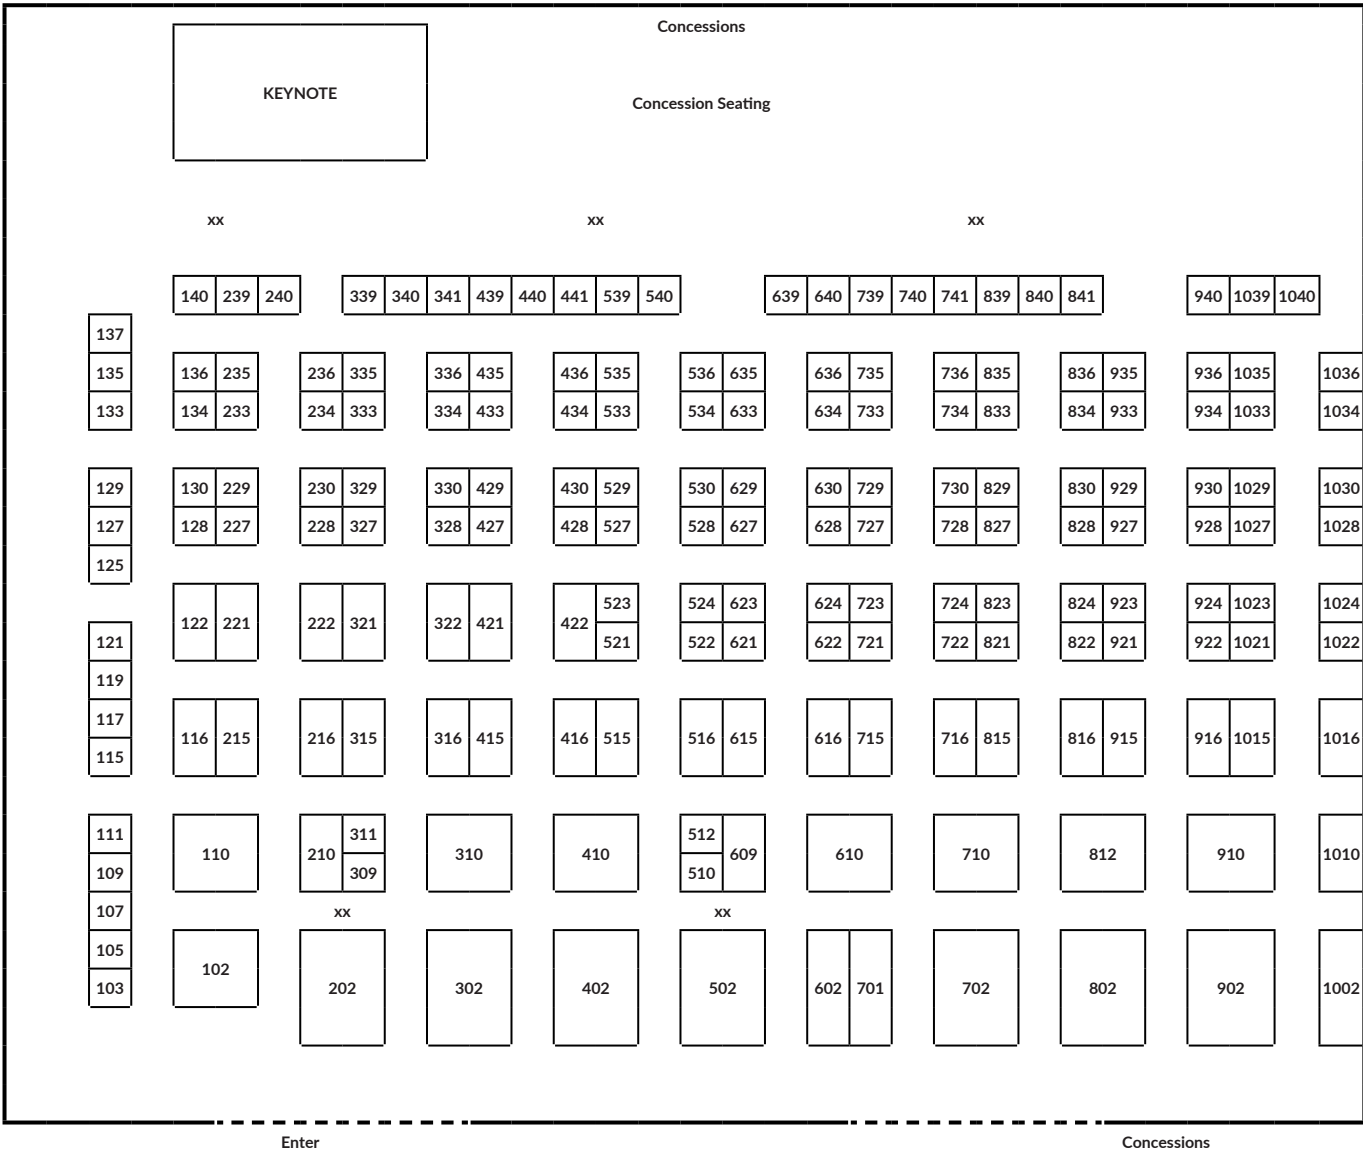 Concessions
KEYNOTE
Concession Seating
xx xx xx
140 239 240 339 340 341 439 440 441 539 540 639 640 739 740 741 839 840 841 940 1039 1040
137
135 136 235 236 335 336 435 436 535 536 635 636 735 736 835 836 935 936 1035 1036
133 134 233 234 333 334 433 434 533 534 633 634 733 734 833 834 933 934 1033 1034
129 130 229 230 329 330 429 430 529 530 629 630 729 730 829 830 929 930 1029 1030
127 128 227 228 327 328 427 428 527 528 627 628 727 728 827 828 927 928 1027 1028
125
523 524 623 624 723 724 823 824 923 924 1023 1024
122 221 222 321 322 421 422
121 521 522 621 622 721 722 821 822 921 922 1021 1022
119
117
116 215 216 315 316 415 416 515 516 615 616 715 716 815 816 915 916 1015 1016
115
111 311 512
110 210 310 410 609 610 710 812 910 1010
109 309 510
107 xx xx
105
102
103 202 302 402 502 602 701 702 802 902 1002
Enter Concessions